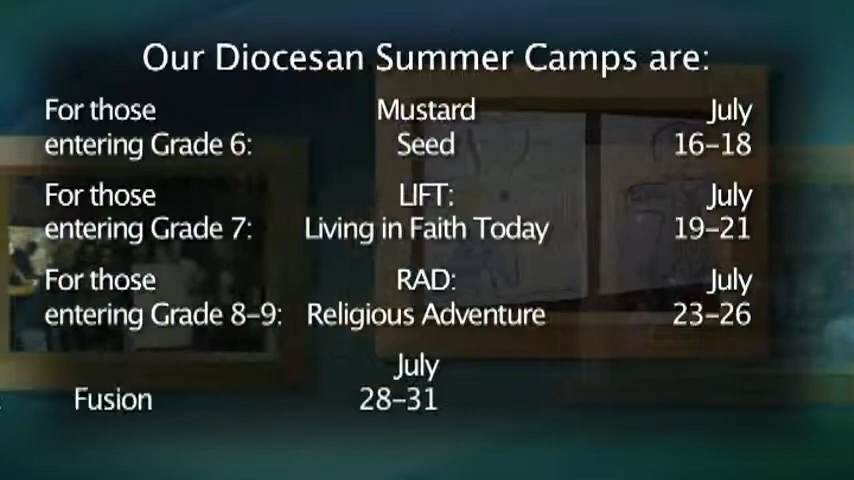 Our Diocesan Summer Camps are:
For those Mustard July
entering Grade 6: Seed 16-18
For those LIFT: July
entering Grade 7: Living in Faith Today 19-21
For those RAD: July
entering Grade 8-9: Religious Adventure 23-26
July
Fusion 28-31